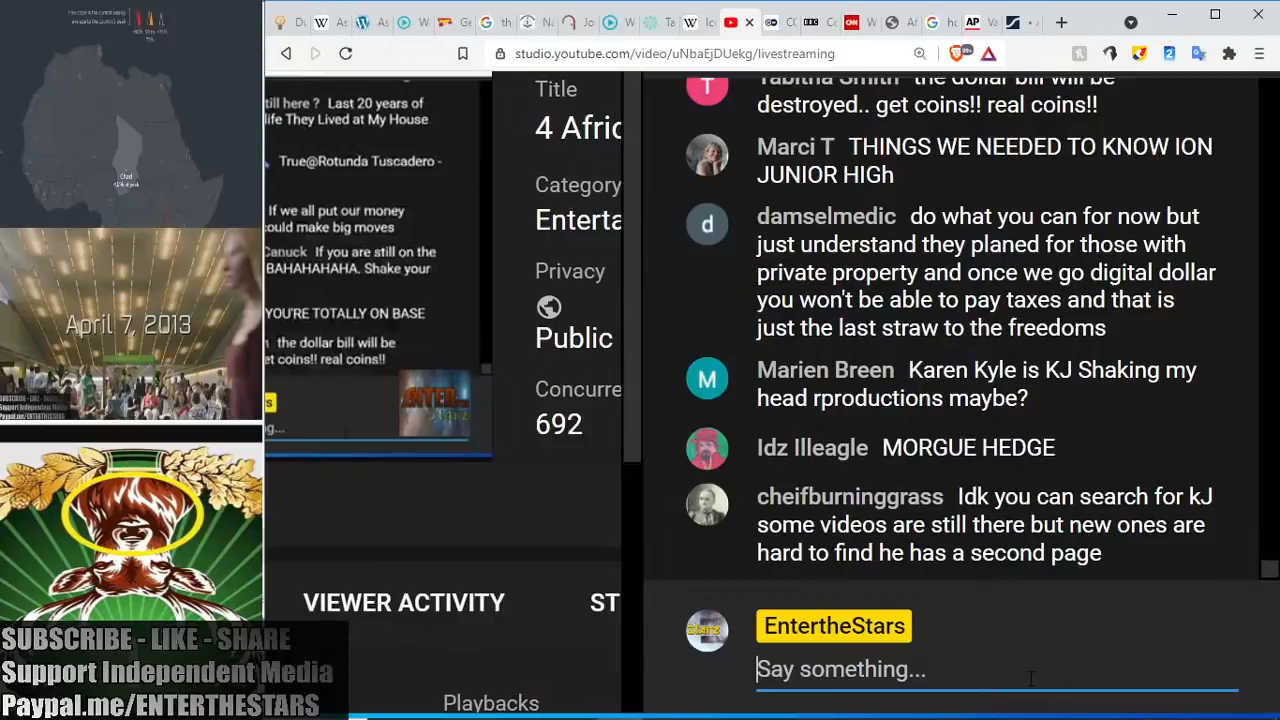 studio.youtube.com/video/uNbaEjDUekg/livestreaming
99+
Chad
April 7, 2013
SUBSCRIBE - LIKE - SHARE
Support Independent Media
Paypal.me/ENTERTHESTARS
till here ? Last 20 years of
life They Lived at My House
True@Rotunda Tuscadero -
If we all put our money
could make big moves
Canuck If you are still on the
BAHAHAHAHA. Shake your
YOU'RE TOTALLY ON BASE
the dollar bill will be
et coins!! real coins!!
ENTER
VIEWER ACTIVITY
ST
Playbacks
Title
4 Afric
Category
Enterta
Privacy
Public
Concurre
692
Tabitha Smith the dollar bill will be
destroyed.. get coins!! real coins!!
Marci T THINGS WE NEEDED TO KNOW ION
JUNIOR HIGh
damselmedic do what you can for now but
just understand they planed for those with
private property and once we go digital dollar
you won't be able to pay taxes and that is
just the last straw to the freedoms
Marien Breen Karen Kyle is KJ Shaking my
head rproductions maybe?
Idz Illeagle MORGUE HEDGE
cheifburninggrass Idk you can search for kJ
some videos are still there but new ones are
hard to find he has a second page
EntertheStars
Say something...